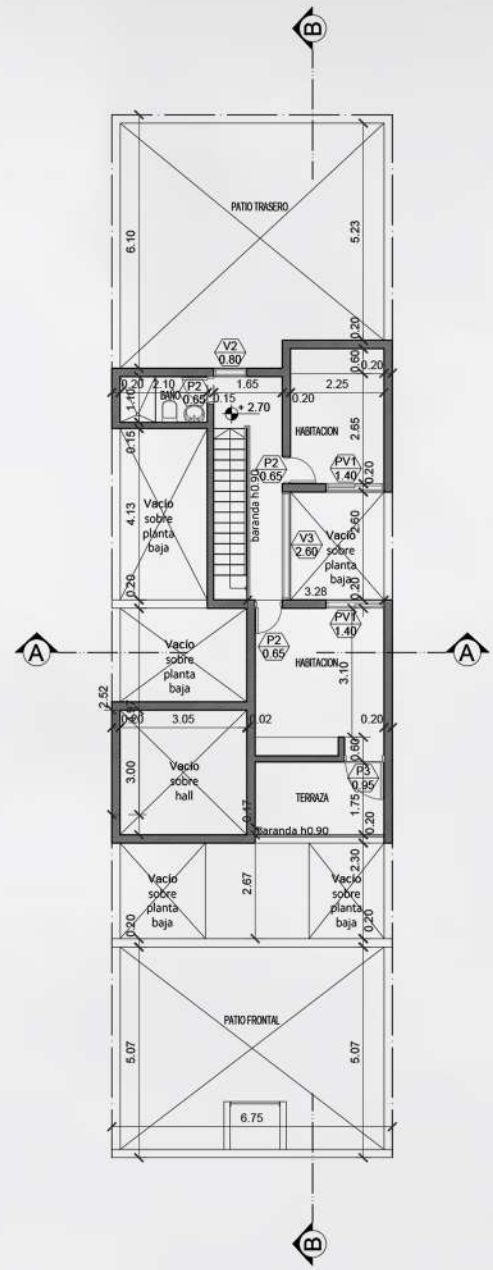 B
PATIO TRASERO
6.10
5.23
0.20
V2
0.80
0.60
0.20
0.20
2.10
P2
0.65
1.65
2.25
BAÑO
1.10
0.15
0.20
+ 2.70
HABITACION
2.65
0.15
P2
0.65
PV1
1.40
0.20
Vacío
sobre
planta
baja
4.13
baranda h0.90
V3
2.60
2.60
Vacío
sobre
planta
baja
0.20
3.28
0.20
PV1
1.40
A
Vacío
sobre
planta
baja
P2
0.65
HABITACION
3.10
A
2.52
0.20
3.05
0.02
0.20
Vacío
sobre
hall
3.00
0.60
P3
0.95
TERRAZA
1.75
0.17
baranda h0.90
0.20
Vacío
sobre
planta
baja
0.20
2.67
Vacío
sobre
planta
baja
2.30
0.20
PATIO FRONTAL
5.07
5.07
6.75
B